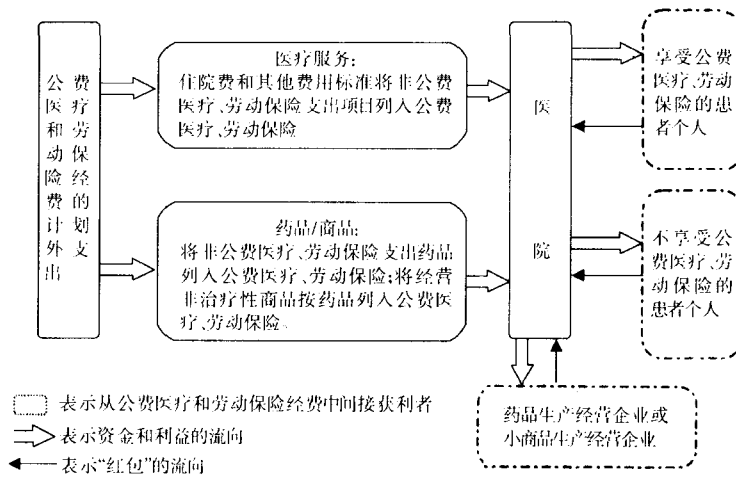 公费医疗和劳动保险经费的计划外支出
医疗服务:
住院费和其他费用标准将非公费
医疗、劳动保险支出项目列入公费
医疗、劳动保险
药品/商品:
将非公费医疗、劳动保险支出药品
列入公费医疗、劳动保险;将经营
非治疗性商品按药品列入公费医
疗、劳动保险。
医
院
享受公费
医疗、劳动
保险的患
者个人
不享受公
费医疗、劳
动保险的
患者个人
药品生产经营企业或
小商品生产经营企业
表示从公费医疗和劳动保险经费中间接获利者
表示资金和利益的流向
表示“红包”的流向